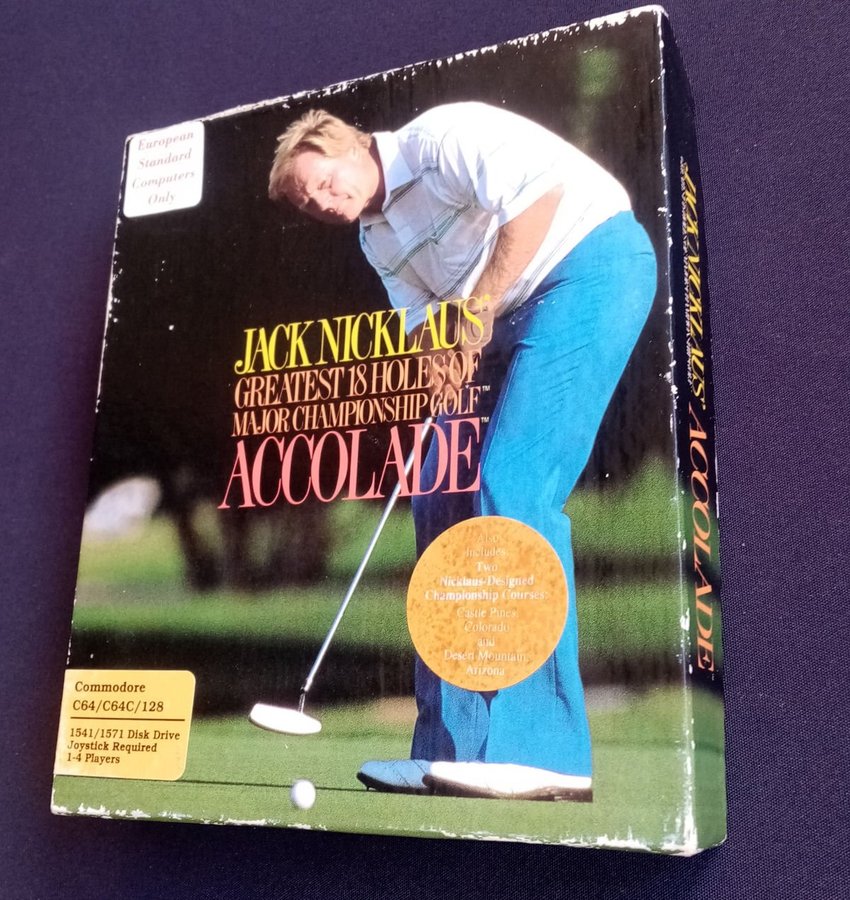 European
Standard
Computers
Only
JACK NICKLAUS®
GREATEST 18 HOLES OF
MAJOR CHAMPIONSHIP GOLF™
ACCOLADE™
Also
Includes:
Two
Nicklaus-Designed
Championship Courses:
Castle Pines,
Colorado
and
Desert Mountain,
Arizona
Commodore
C64/C64C/128
1541/1571 Disk Drive
Joystick Required
1-4 Players
JACK NICKLAUS®
ACCOLADE™